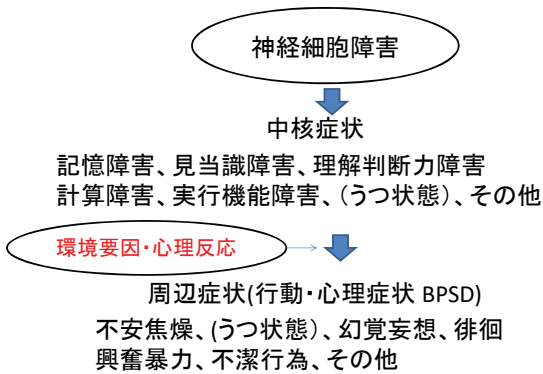 神経細胞障害
中核症状
記憶障害、見当識障害、理解判断力障害
計算障害、実行機能障害、(うつ状態)、その他
環境要因・心理反応
周辺症状(行動・心理症状 BPSD)
不安焦燥、(うつ状態)、幻覚妄想、徘徊
興奮暴力、不潔行為、その他